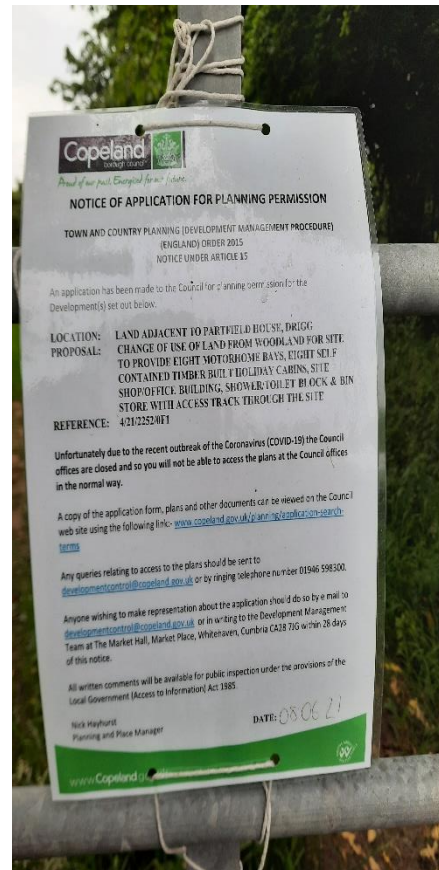 Copeland
borough council
Proud of our past. Energised for our future.
NOTICE OF APPLICATION FOR PLANNING PERMISSION
TOWN AND COUNTRY PLANNING (DEVELOPMENT MANAGEMENT PROCEDURE)
(ENGLAND) ORDER 2015
NOTICE UNDER ARTICLE 15
An application has been made to the Council for planning permission for the
Development(s) set out below.
LOCATION: LAND ADJACENT TO PARTFIELD HOUSE, DRIGG
PROPOSAL: CHANGE OF USE OF LAND FROM WOODLAND FOR SITE
TO PROVIDE EIGHT MOTORHOME BAYS, EIGHT SELF
CONTAINED TIMBER BUILT HOLIDAY CABINS, SITE
SHOP/OFFICE BUILDING, SHOWER/TOILET BLOCK & BIN
STORE WITH ACCESS TRACK THROUGH THE SITE
REFERENCE: 4/21/2252/0F1
Unfortunately due to the recent outbreak of the Coronavirus (COVID-19) the Council
offices are closed and so you will not be able to access the plans at the Council offices
in the normal way.
A copy of the application form, plans and other documents can be viewed on the Council
web site using the following link:- www.copeland.gov.uk/planning/application-search-
terms
Any queries relating to access to the plans should be sent to
developmentcontrol@copeland.gov.uk or by ringing telephone number 01946 598300.
Anyone wishing to make representation about the application should do so by e mail to
developmentcontrol@copeland.gov.uk or in writing to the Development Management
Team at The Market Hall, Market Place, Whitehaven, Cumbria CA28 7JG within 28 days
of this notice.
All written comments will be available for public inspection under the provisions of the
Local Government (Access to Information) Act 1985.
Nick Hayhurst
Planning and Place Manager
DATE: 08.06.21
www.Copeland.go